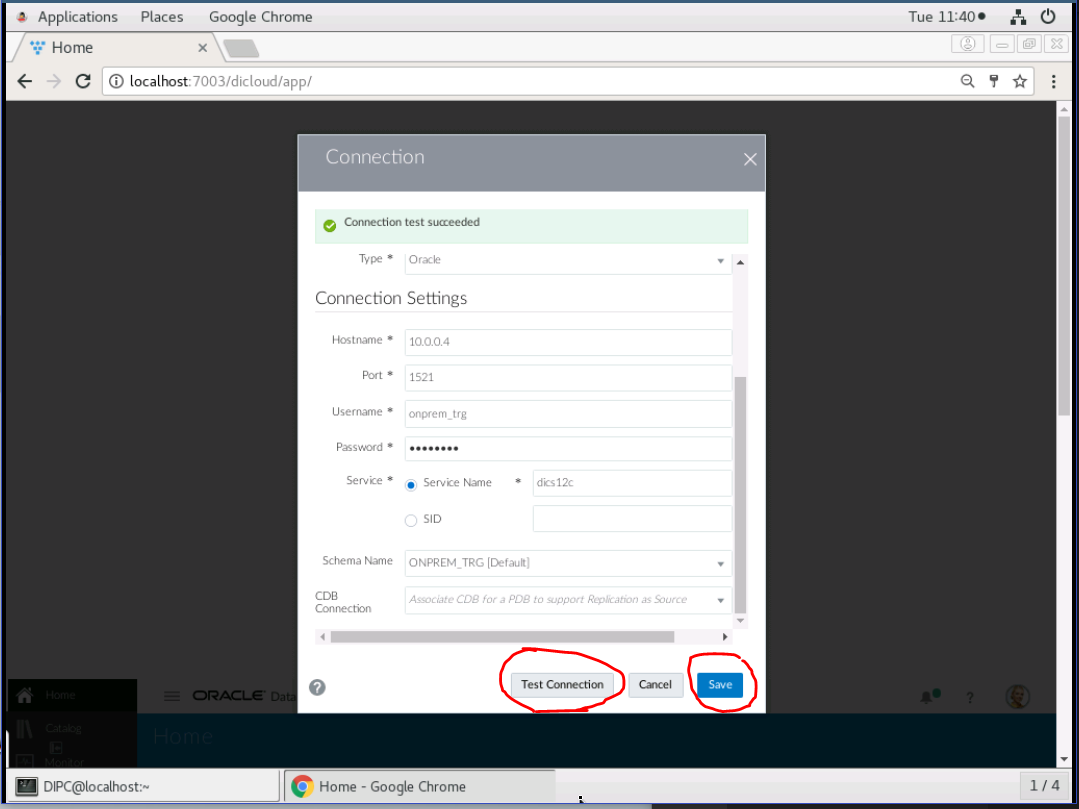 Applications Places Google Chrome Tue 11:40
Home
localhost:7003/dicloud/app/
Connection
Connection test succeeded
Type * Oracle
Connection Settings
Hostname * 10.0.0.4
Port * 1521
Username * onprem_trg
Password * ••••••••
Service * Service Name * dics12c
SID
Schema Name ONPREM_TRG [Default]
CDB Connection Associate CDB for a PDB to support Replication as Source
? Test Connection Cancel Save
Home ORACLE Data ?
Catalog Home
Monitor
DIPC@localhost:~ Home - Google Chrome 1 / 4